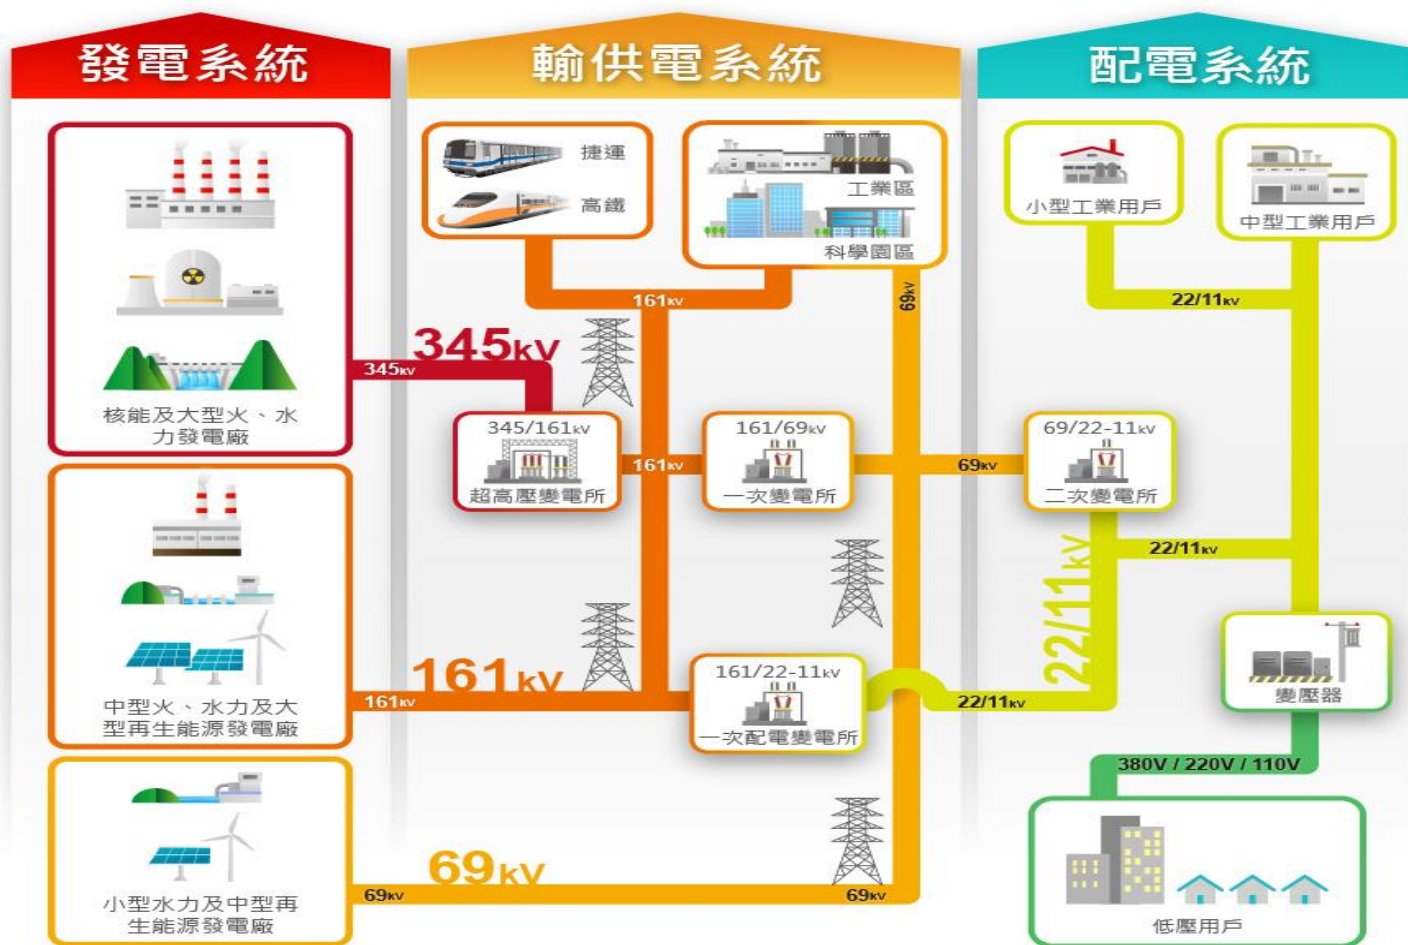 發電系統
輸供電系統
配電系統
捷運
高鐵
工業區
科學園區
小型工業用戶
中型工業用戶
161kV
69kV
22/11kV
345kV
345kV
核能及大型火、水
力發電廠
345/161kV
超高壓變電所
161kV
161/69kV
一次變電所
69kV
69/22-11kV
二次變電所
22/11kV
22/11kV
161kV
161kV
中型火、水力及大
型再生能源發電廠
161/22-11kV
一次配電變電所
22/11kV
變壓器
380V / 220V / 110V
69kV
69kV
69kV
小型水力及中型再
生能源發電廠
低壓用戶